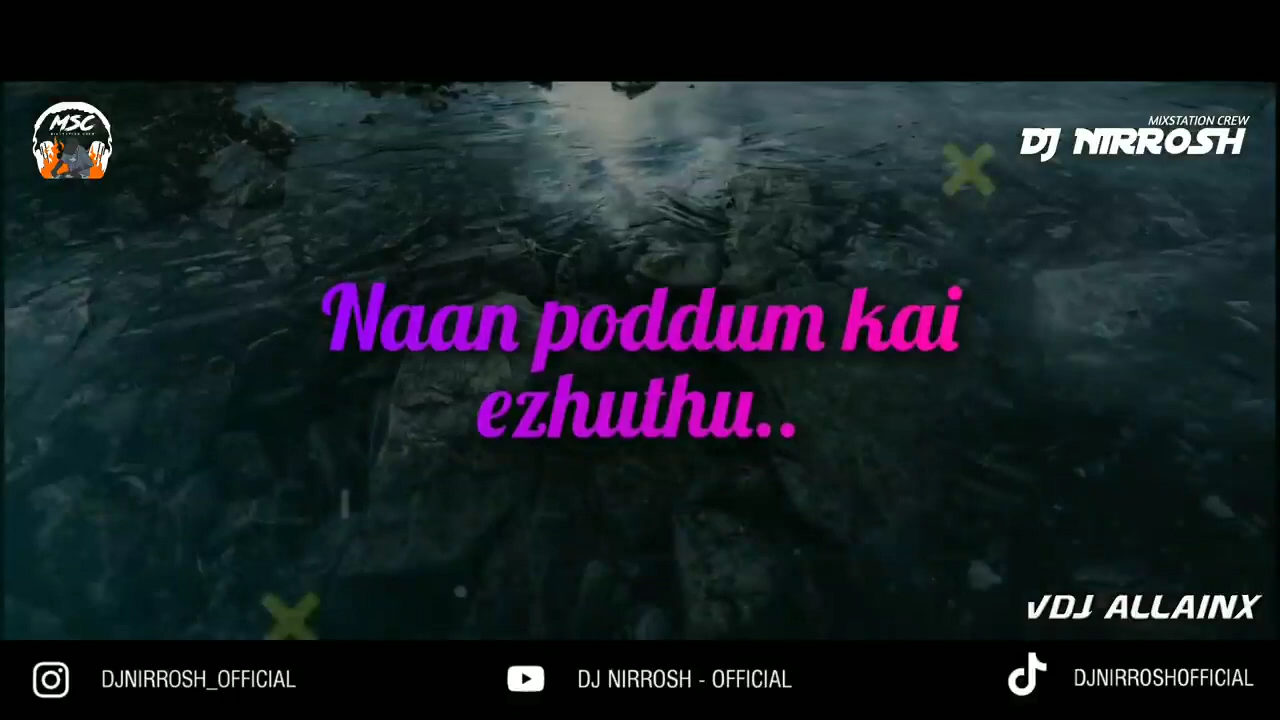 MSC
MIXSTATION CREW
DJ NIRROSH
Naan poddum kai
ezhuthu..
VDJ ALLAINX
DJNIRROSH_OFFICIAL
DJ NIRROSH - OFFICIAL
DJNIRROSHOFFICIAL